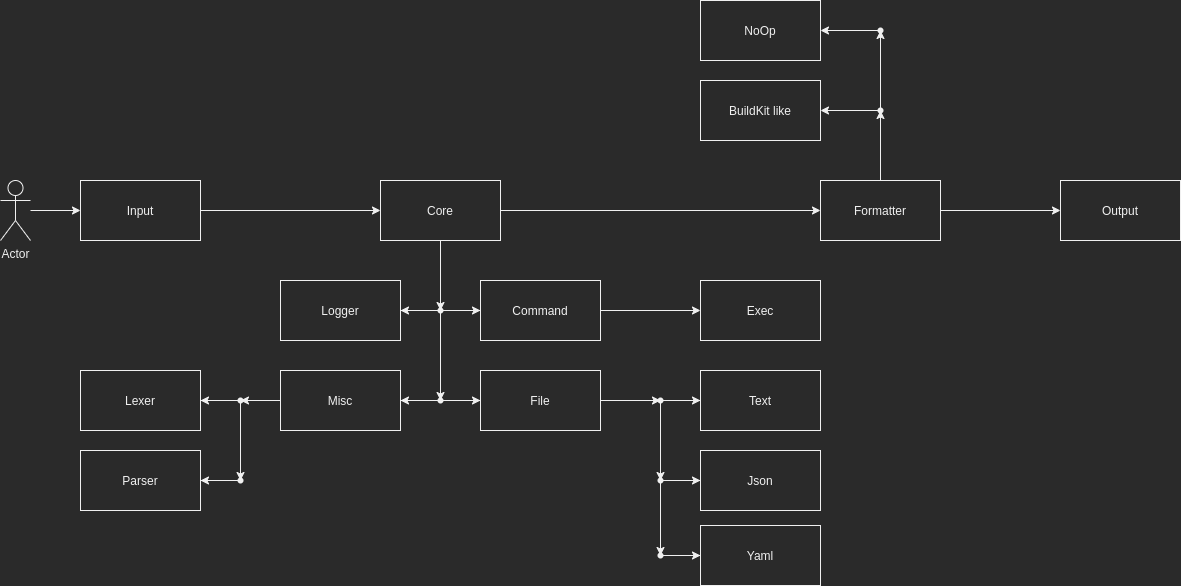 NoOp
BuildKit like
Input
Core
Formatter
Output
Actor
Logger
Command
Exec
Lexer
Misc
File
Text
Parser
Json
Yaml